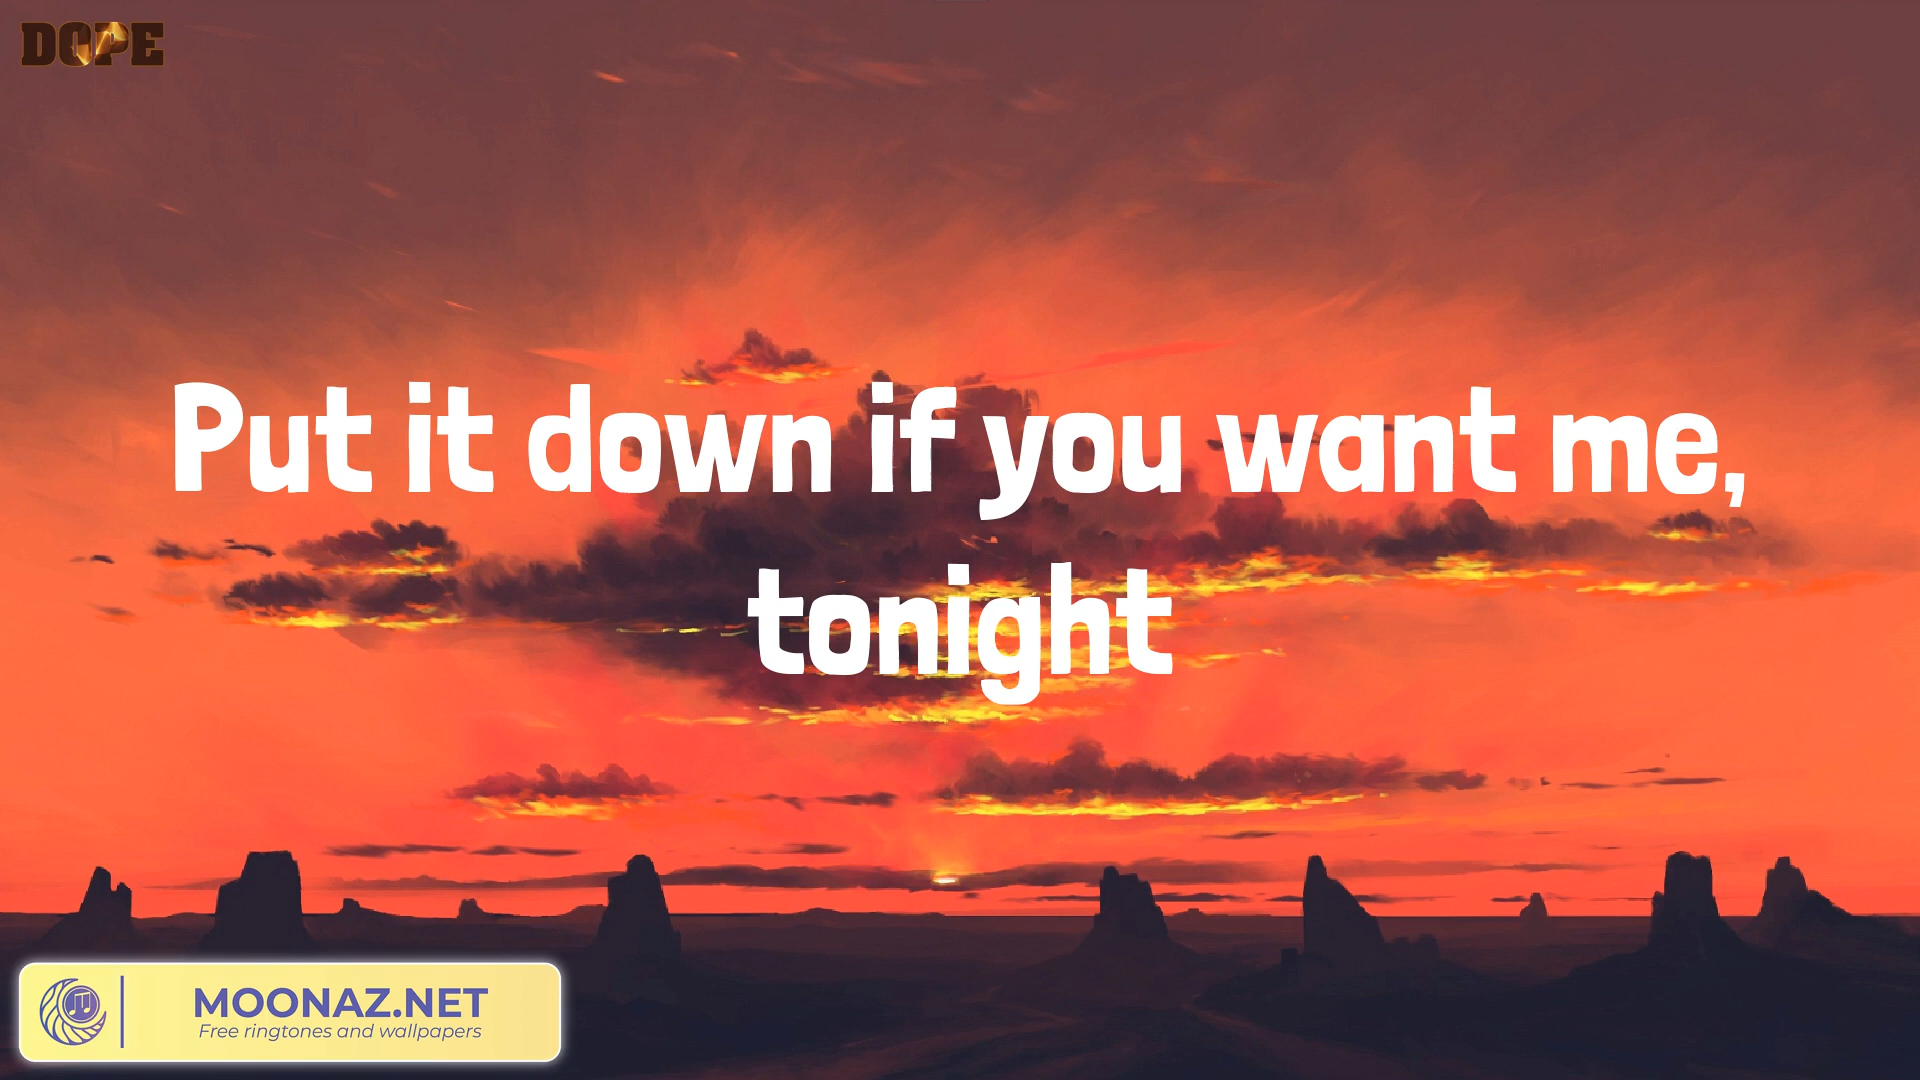 DOPE
Put it down if you want me,
tonight
MOONAZ.NET
Free ringtones and wallpapers